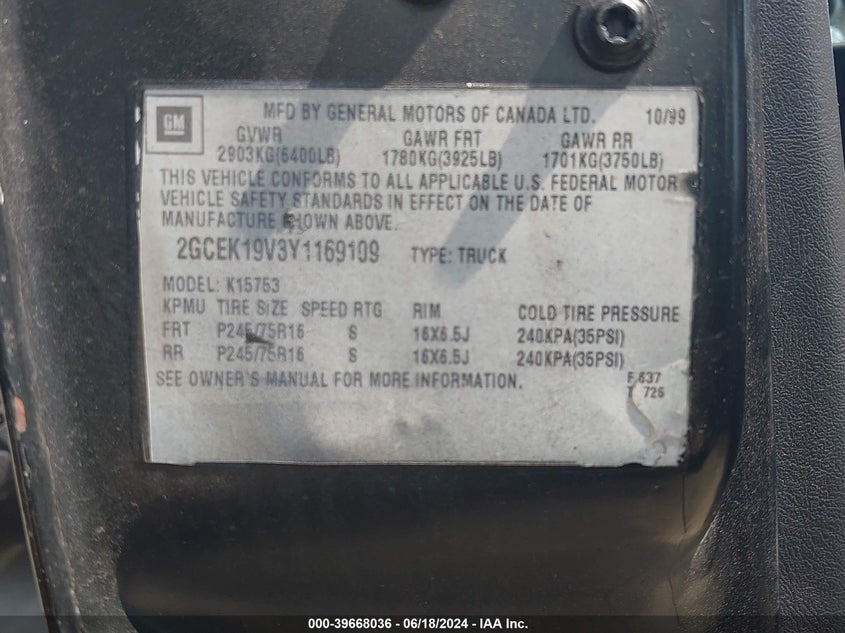 GM
MFD BY GENERAL MOTORS OF CANADA LTD. 10/99
GVWR GAWR FRT GAWR RR
2903KG(6400LB) 1780KG(3925LB) 1701KG(3750LB)
THIS VEHICLE CONFORMS TO ALL APPLICABLE U.S. FEDERAL MOTOR
VEHICLE SAFETY STANDARDS IN EFFECT ON THE DATE OF
MANUFACTURE SHOWN ABOVE.
2GCEK19V3Y1169109 TYPE: TRUCK
MODEL: K15753
KPMU TIRE SIZE SPEED RTG RIM COLD TIRE PRESSURE
FRT P245/75R16 S 16X6.5J 240KPA(35PSI)
RR P245/75R16 S 16X6.5J 240KPA(35PSI)
SEE OWNER'S MANUAL FOR MORE INFORMATION.
F 637
T 726
000-39668036 - 06/18/2024 - IAA Inc.